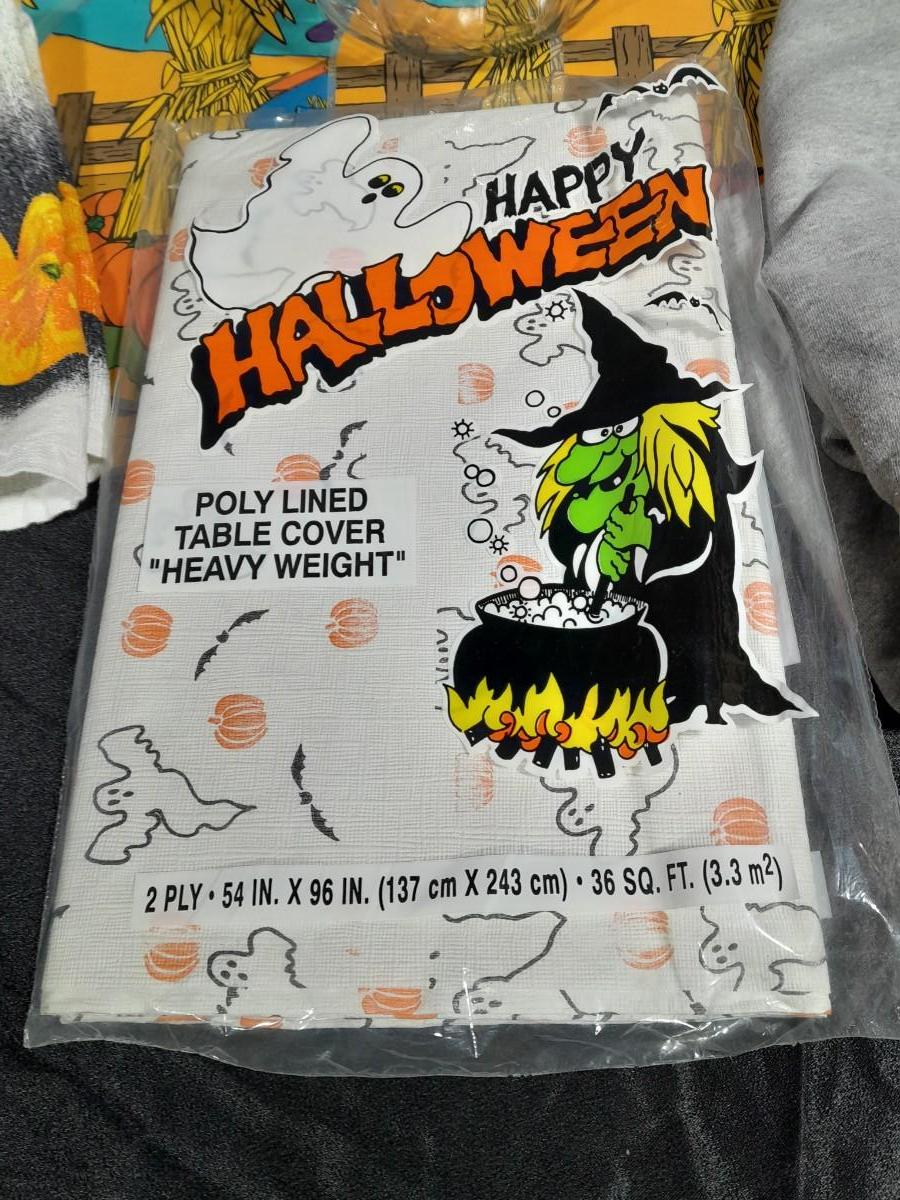 HAPPY
HALLOWEEN
POLY LINED
TABLE COVER
"HEAVY WEIGHT"
2 PLY • 54 IN. X 96 IN. (137 cm X 243 cm) • 36 SQ. FT. (3.3 m²)